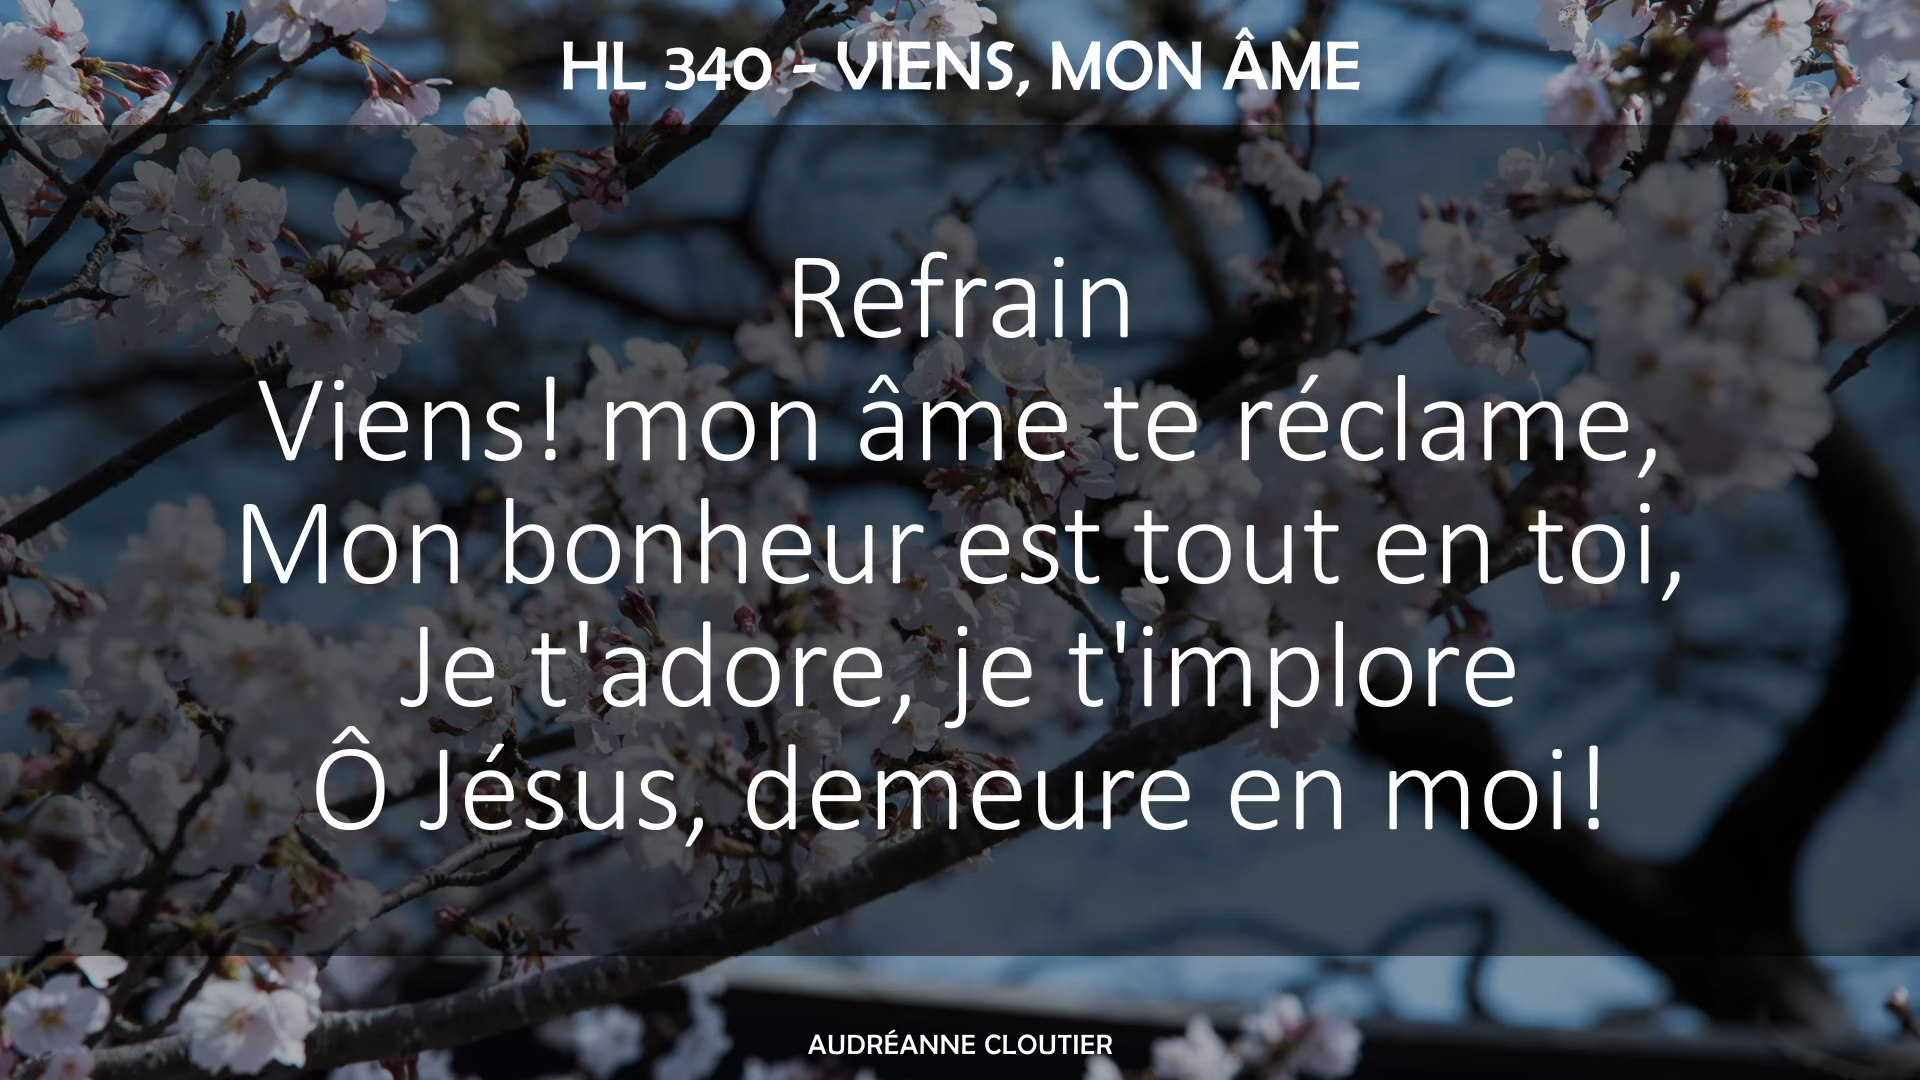 HL 340 - VIENS, MON ÂME
Refrain
Viens! mon âme te réclame,
Mon bonheur est tout en toi,
Je t'adore, je t'implore
Ô Jésus, demeure en moi!
AUDRÉANNE CLOUTIER